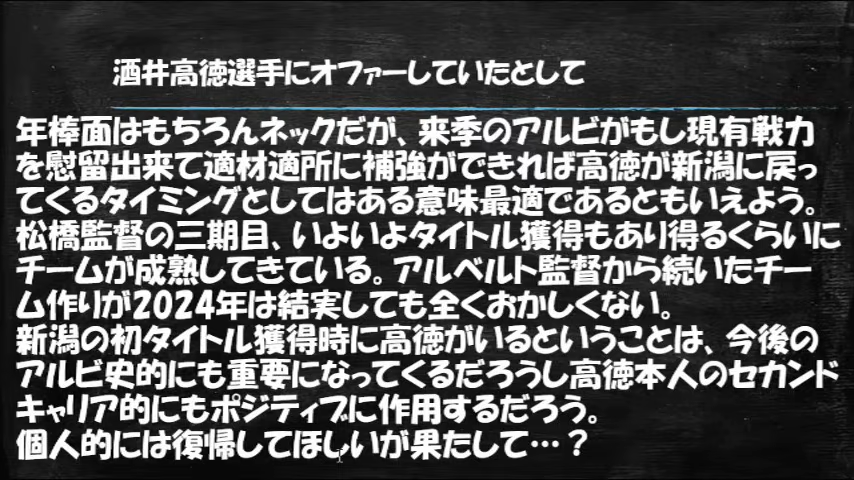 酒井高徳選手にオファーしていたとして
年棒面はもちろんネックだが、来季のアルビがもし現有戦力
を慰留出来て適材適所に補強ができれば高徳が新潟に戻っ
てくるタイミングとしてはある意味最適であるともいえよう。
松橋監督の三期目、いよいよタイトル獲得もあり得るくらいに
チームが成熟してきている。アルベルト監督から続いたチー
ム作りが2024年は結実しても全くおかしくない。
新潟の初タイトル獲得時に高徳がいるということは、今後の
アルビ史的にも重要になってくるだろうし高徳本人のセカンド
キャリア的にもポジティブに作用するだろう。
個人的には復帰してほしいが果たして…？